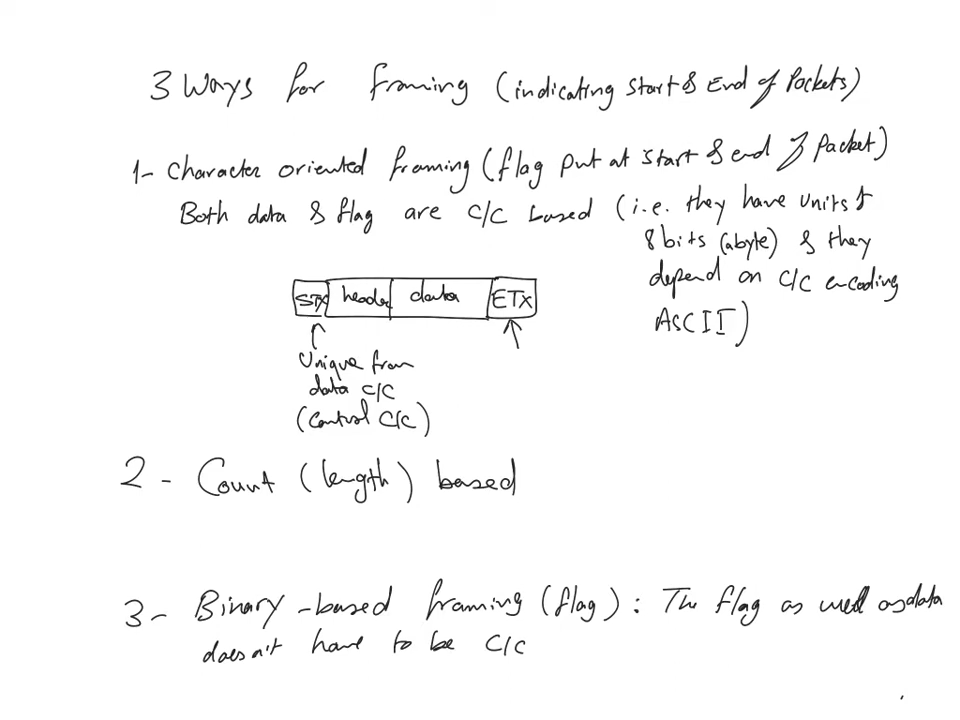 3 Ways for framing (indicating Start & End of Packets)
1- Character oriented framing (flag put at start & end of Packet)
Both data & flag are C/C based (i.e. they have units of
8 bits (a byte) & they
depend on C/C encoding
ASCII)
STX header data ETX
Unique from
data C/C
(Control C/C)
2 - Count (length) based
3 - Binary-based framing (flag) : The flag as well as data
doesn't have to be C/C